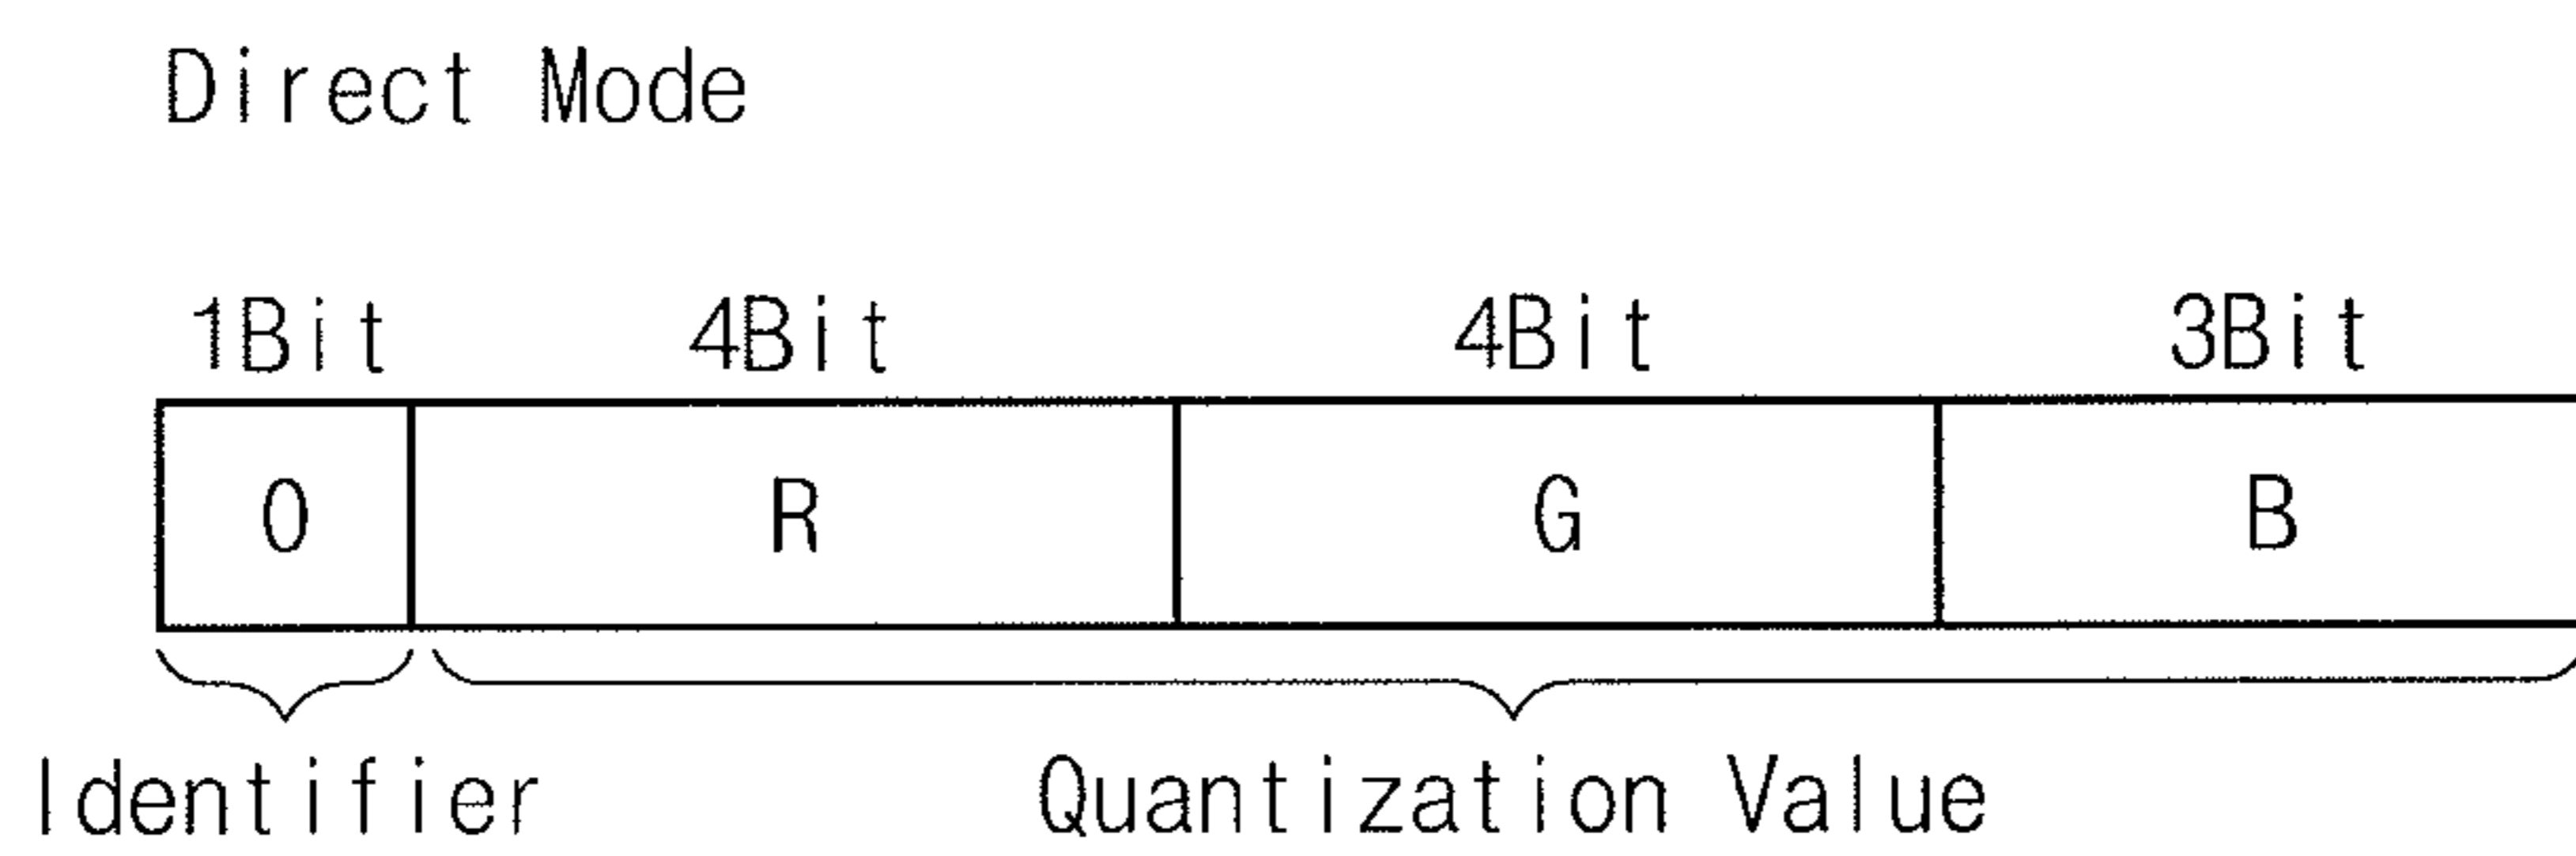 Direct Mode
1Bit 4Bit 4Bit 3Bit
0 R G B
Identifier Quantization Value